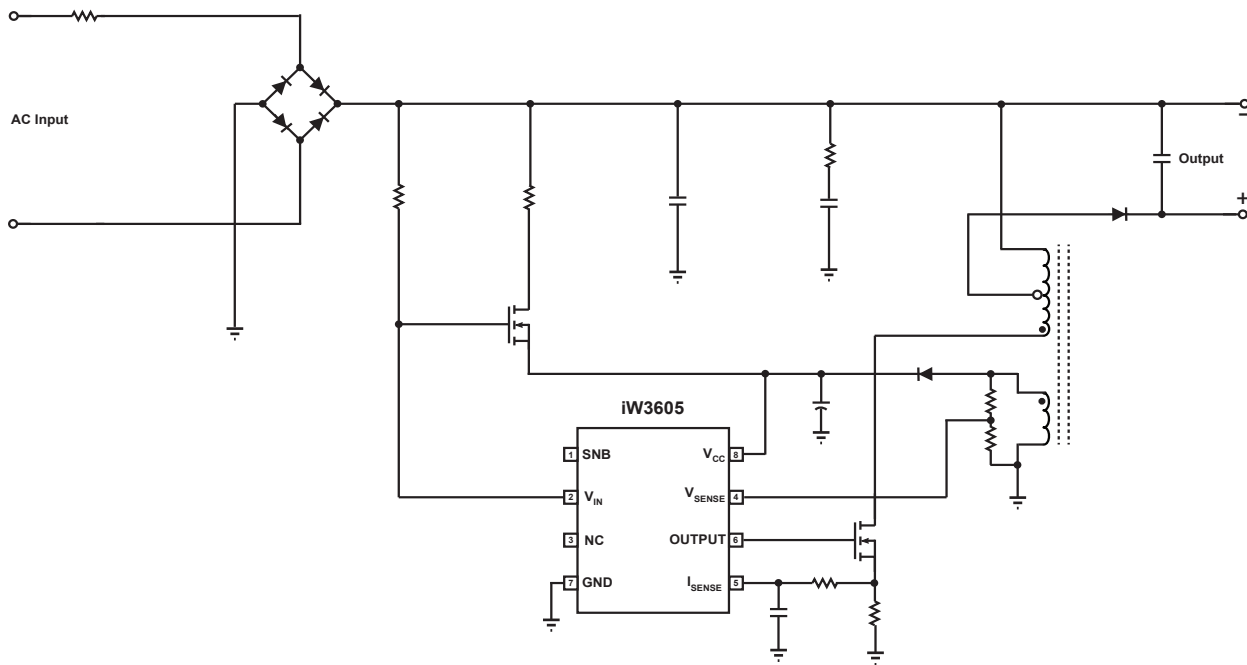 AC Input
–
Output
+
iW3605
1 SNB
VCC 8
2 VIN
VSENSE 4
3 NC
OUTPUT 6
7 GND
ISENSE 5